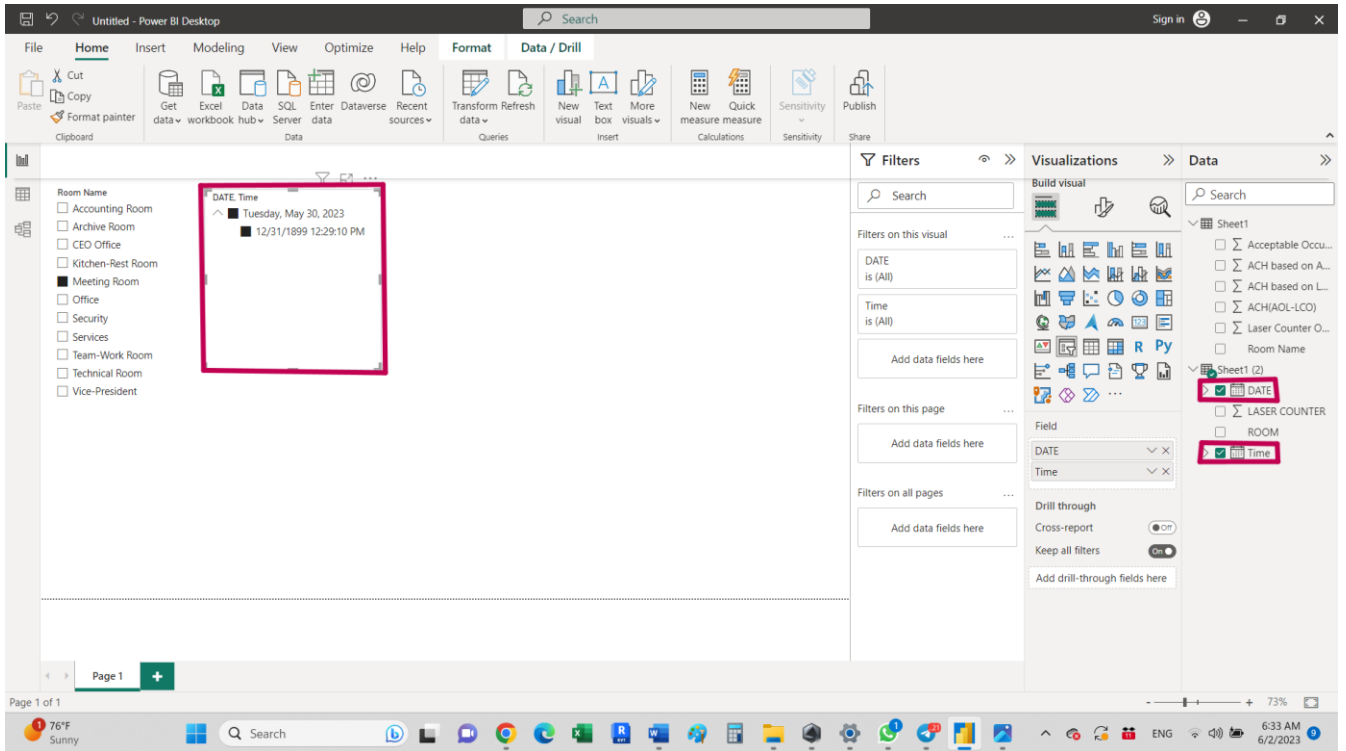 Untitled - Power BI Desktop
Search
Sign in
File Home Insert Modeling View Optimize Help Format Data / Drill
Paste
Cut
Copy
Format painter
Clipboard
Get data
Excel workbook
Data hub
SQL Server
Enter data
Dataverse
Recent sources
Data
Transform data
Refresh
Queries
New visual
Text box
More visuals
Insert
New measure
Quick measure
Calculations
Sensitivity
Sensitivity
Publish
Share
Room Name
Accounting Room
Archive Room
CEO Office
Kitchen-Rest Room
Meeting Room
Office
Security
Services
Team-Work Room
Technical Room
Vice-President
DATE, Time
Tuesday, May 30, 2023
12/31/1899 12:29:10 PM
Filters
Search
Filters on this visual ...
DATE
is (All)
Time
is (All)
Add data fields here
Filters on this page ...
Add data fields here
Filters on all pages ...
Add data fields here
Visualizations
Build visual
123
R Py
...
Field
DATE
Time
Drill through
Cross-report Off
Keep all filters On
Add drill-through fields here
Data
Search
Sheet1
∑ Acceptable Occu...
∑ ACH based on A...
∑ ACH based on L...
∑ ACH(AOL-LCO)
∑ Laser Counter O...
Room Name
Sheet1 (2)
DATE
∑ LASER COUNTER
ROOM
Time
Page 1
+
Page 1 of 1
- + 73%
1
76°F
Sunny
Search
ENG
6:33 AM
6/2/2023
9